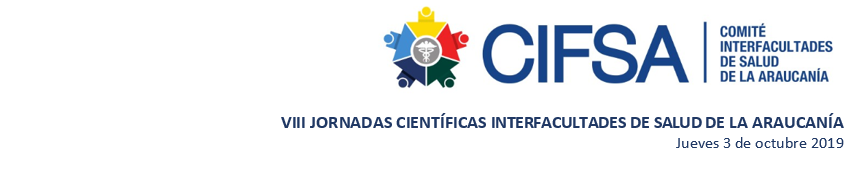 CIFSA
COMITÉ
INTERFACULTADES
DE SALUD
DE LA ARAUCANÍA
VIII JORNADAS CIENTÍFICAS INTERFACULTADES DE SALUD DE LA ARAUCANÍA
Jueves 3 de octubre 2019